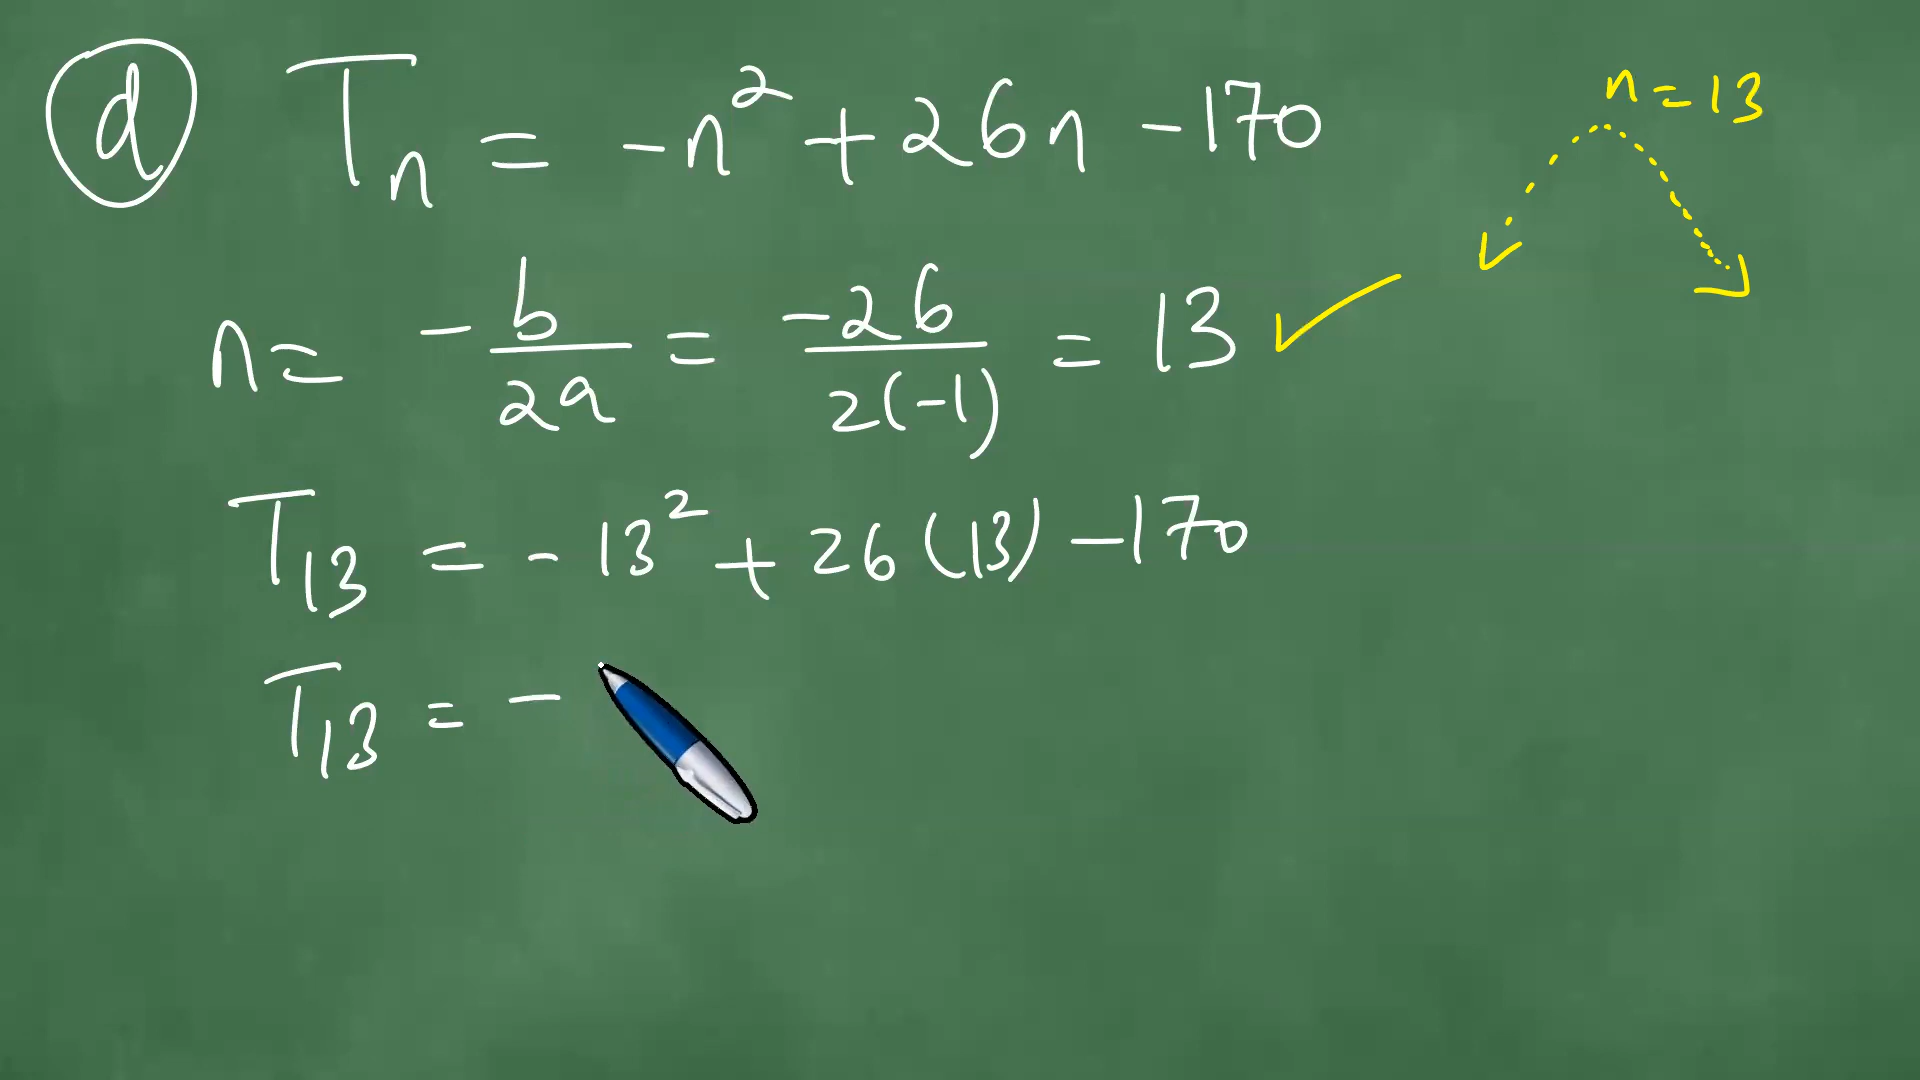 d Tn = -n² + 26n - 170
n = 13
n = -b/2a = -26/2(-1) = 13 ✓
T13 = -13² + 26(13) - 170
T13 = -